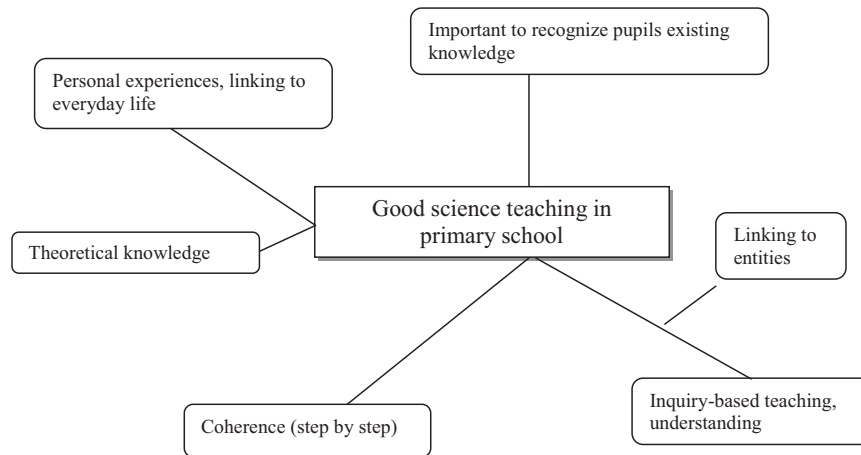 Important to recognize pupils existing
knowledge
Personal experiences, linking to
everyday life
Good science teaching in
primary school
Theoretical knowledge
Linking to
entities
Inquiry-based teaching,
understanding
Coherence (step by step)